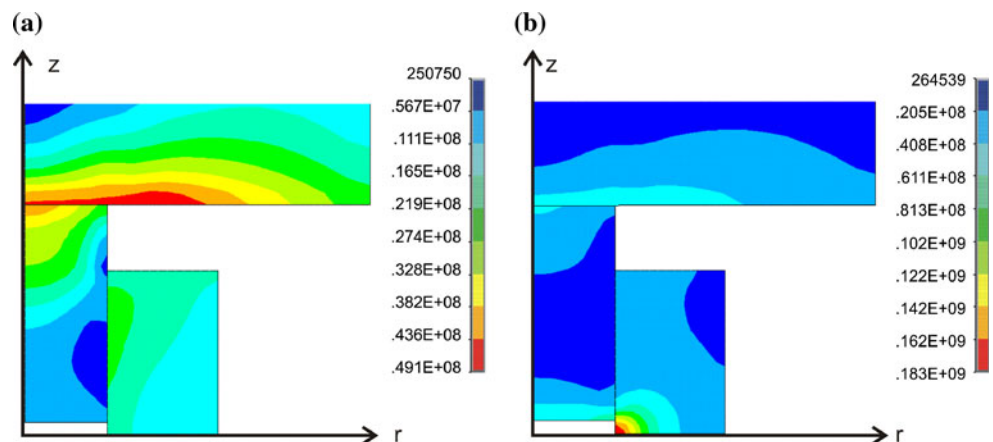 (a)
z
r
250750
.567E+07
.111E+08
.165E+08
.219E+08
.274E+08
.328E+08
.382E+08
.436E+08
.491E+08
(b)
z
r
264539
.205E+08
.408E+08
.611E+08
.813E+08
.102E+09
.122E+09
.142E+09
.162E+09
.183E+09